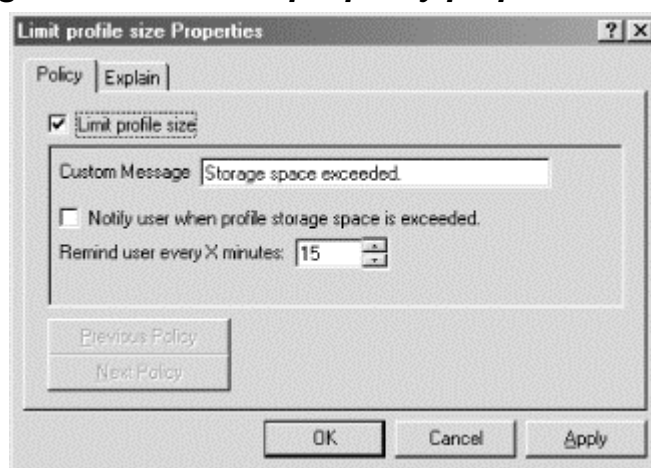 Limit profile size Properties
? X
Policy Explain
Limit profile size
Custom Message Storage space exceeded.
Notify user when profile storage space is exceeded.
Remind user every X minutes: 15
Previous Policy
Next Policy
OK Cancel Apply